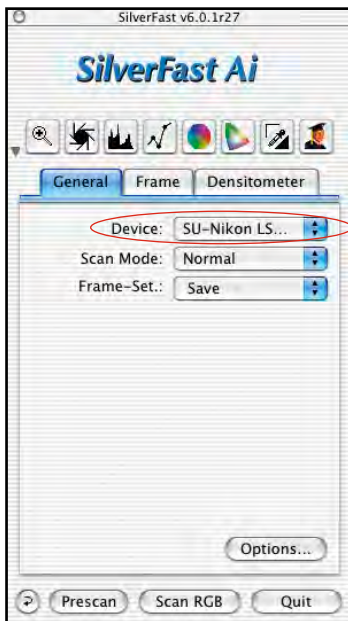 SilverFast v6.0.1r27
SilverFast Ai
General Frame Densitometer
Device: SU-Nikon LS...
Scan Mode: Normal
Frame-Set.: Save
Options...
Prescan Scan RGB Quit